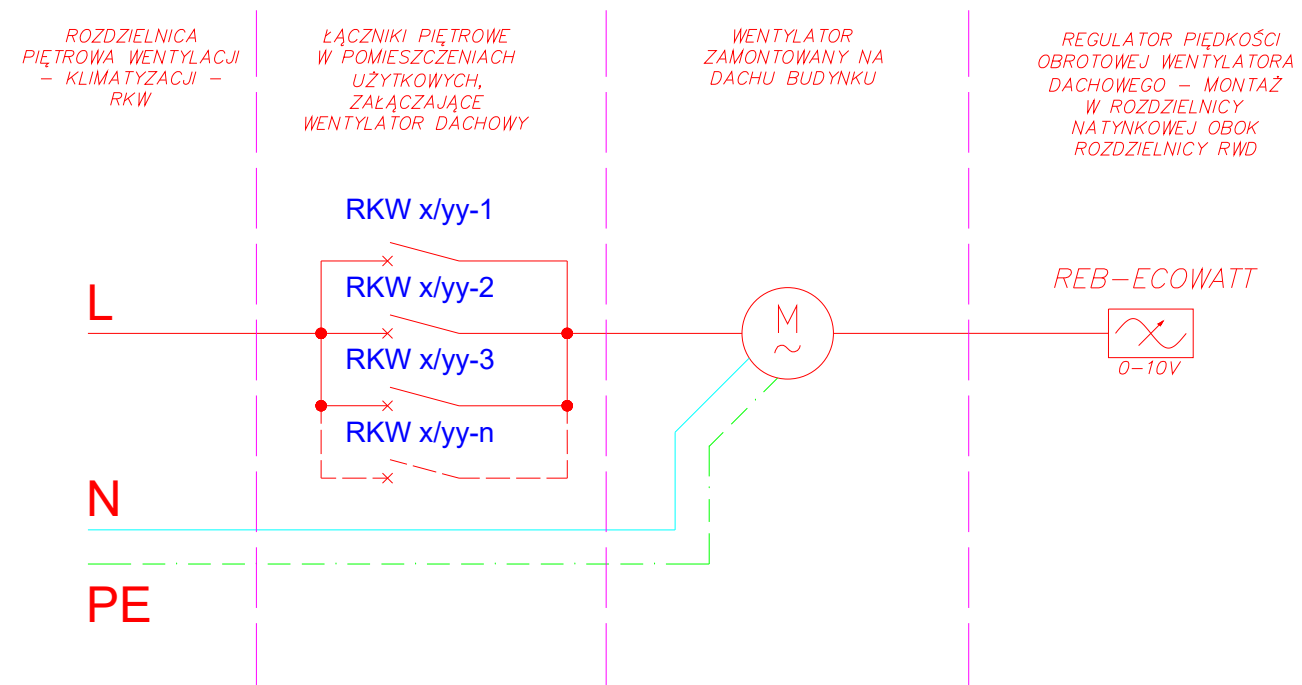 ROZDZIELNICA
PIĘTROWA WENTYLACJI
– KLIMATYZACJI –
RKW
ŁĄCZNIKI PIĘTROWE
W POMIESZCZENIACH
UŻYTKOWYCH,
ZAŁĄCZAJĄCE
WENTYLATOR DACHOWY
WENTYLATOR
ZAMONTOWANY NA
DACHU BUDYNKU
REGULATOR PIĘDKOŚCI
OBROTOWEJ WENTYLATORA
DACHOWEGO – MONTAŻ
W ROZDZIELNICY
NATYNKOWEJ OBOK
ROZDZIELNICY RWD
RKW x/yy-1
RKW x/yy-2
RKW x/yy-3
RKW x/yy-n
L
N
PE
M
~
REB–ECOWATT
0–10V